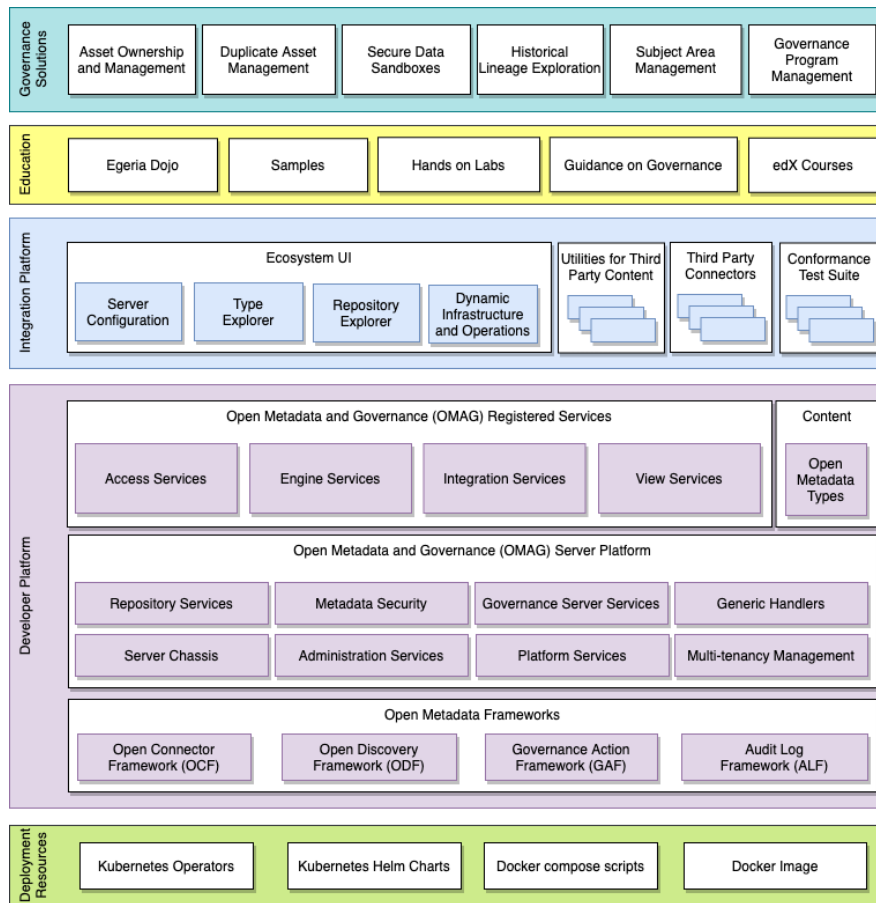 Governance
Solutions
Asset Ownership
and Management
Duplicate Asset
Management
Secure Data
Sandboxes
Historical
Lineage Exploration
Subject Area
Management
Governance
Program
Management
Education
Egeria Dojo
Samples
Hands on Labs
Guidance on Governance
edX Courses
Integration Platform
Ecosystem UI
Server
Configuration
Type
Explorer
Repository
Explorer
Dynamic
Infrastructure
and Operations
Utilities for Third
Party Content
Third Party
Connectors
Conformance
Test Suite
Developer Platform
Open Metadata and Governance (OMAG) Registered Services
Access Services
Engine Services
Integration Services
View Services
Content
Open
Metadata
Types
Open Metadata and Governance (OMAG) Server Platform
Repository Services
Metadata Security
Governance Server Services
Generic Handlers
Server Chassis
Administration Services
Platform Services
Multi-tenancy Management
Open Metadata Frameworks
Open Connector
Framework (OCF)
Open Discovery
Framework (ODF)
Governance Action
Framework (GAF)
Audit Log
Framework (ALF)
Deployment
Resources
Kubernetes Operators
Kubernetes Helm Charts
Docker compose scripts
Docker Image